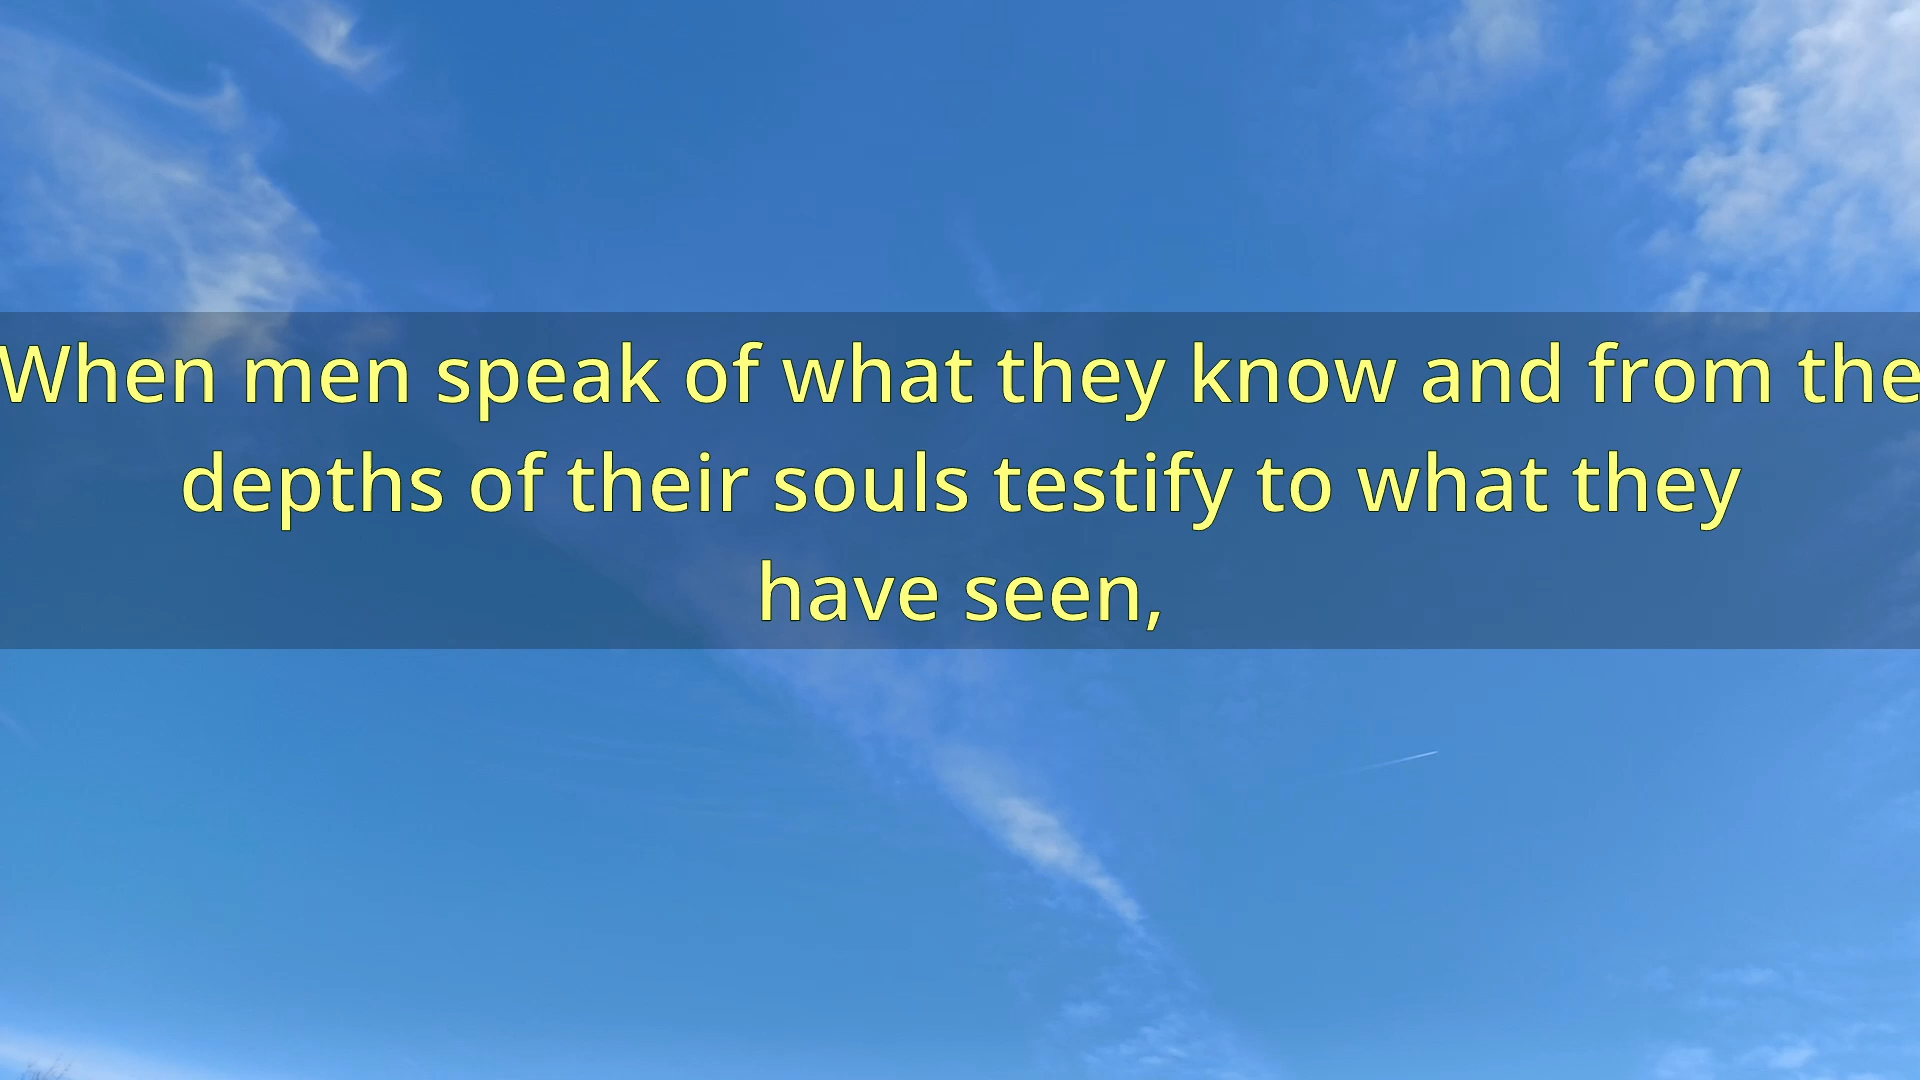 When men speak of what they know and from the
depths of their souls testify to what they
have seen,